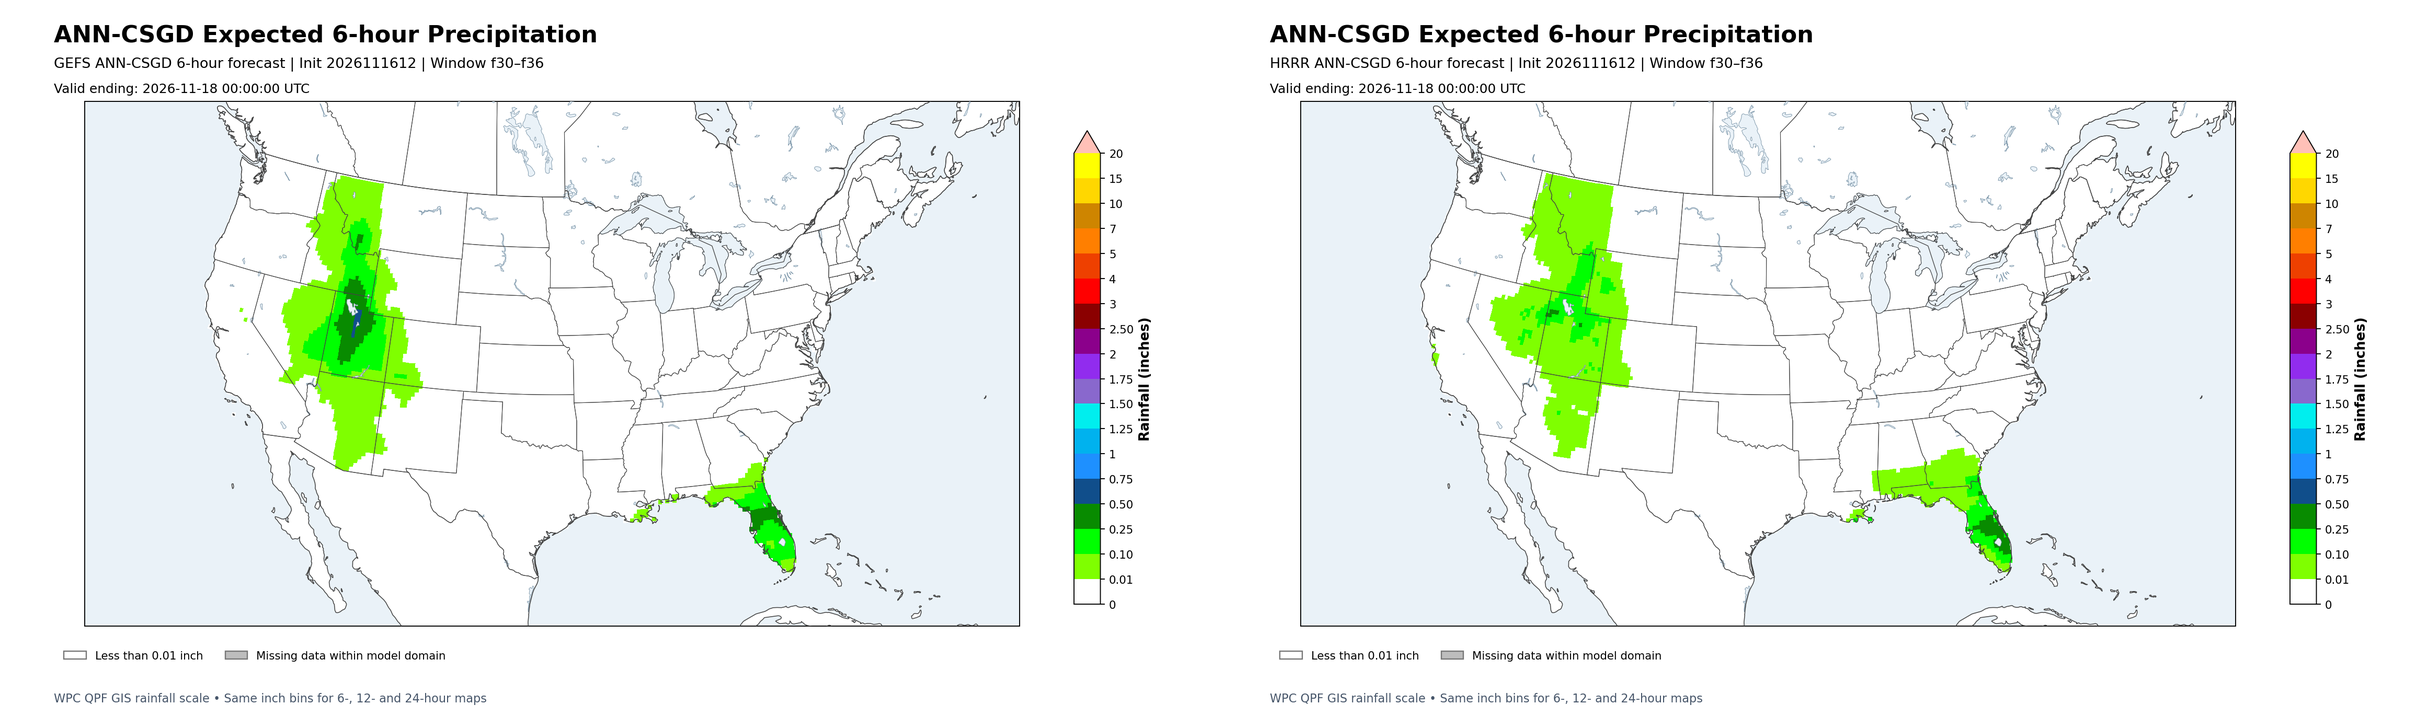 ANN-CSGD Expected 6-hour Precipitation
GEFS ANN-CSGD 6-hour forecast | Init 2026111612 | Window f30–f36
Valid ending: 2026-11-18 00:00:00 UTC
20
15
10
7
5
4
3
2.50
2
1.75
1.50
1.25
1
0.75
0.50
0.25
0.10
0.01
0
Rainfall (inches)
Less than 0.01 inch
Missing data within model domain
WPC QPF GIS rainfall scale • Same inch bins for 6-, 12- and 24-hour maps
ANN-CSGD Expected 6-hour Precipitation
HRRR ANN-CSGD 6-hour forecast | Init 2026111612 | Window f30–f36
Valid ending: 2026-11-18 00:00:00 UTC
20
15
10
7
5
4
3
2.50
2
1.75
1.50
1.25
1
0.75
0.50
0.25
0.10
0.01
0
Rainfall (inches)
Less than 0.01 inch
Missing data within model domain
WPC QPF GIS rainfall scale • Same inch bins for 6-, 12- and 24-hour maps